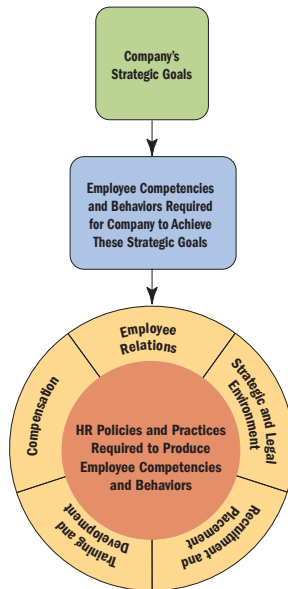 Company's
Strategic Goals
Employee Competencies
and Behaviors Required
for Company to Achieve
These Strategic Goals
Employee
Relations
Strategic and Legal
Environment
Recruitment and
Placement
Training and
Development
Compensation
HR Policies and Practices
Required to Produce
Employee Competencies
and Behaviors